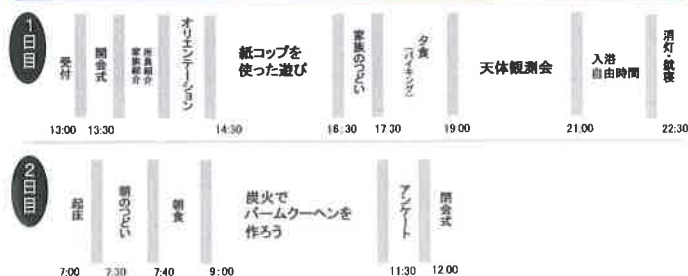 1日目
受付
開会式
所員紹介
家族紹介
オリエンテーション
紙コップを
使った遊び
家族のつどい
夕食
(バイキング)
天体観測会
入浴
自由時間
消灯・就寝
13:00 13:30 14:30 16:30 17:30 19:00 21:00 22:30
2日目
起床
朝のつどい
朝食
炭火で
バームクーヘンを
作ろう
アンケート
閉会式
7:00 7:30 7:40 9:00 11:30 12:00